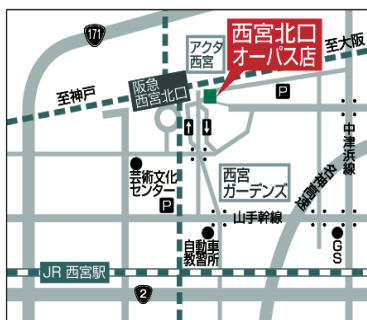 171
アクタ
西宮
西宮北口
オーパス店
至大阪
至神戸
阪急
西宮北口
P
中津浜線
名神高速
芸術文化
センター
P
西宮
ガーデンズ
山手幹線
自動車
教習所
GS
JR 西宮駅
2